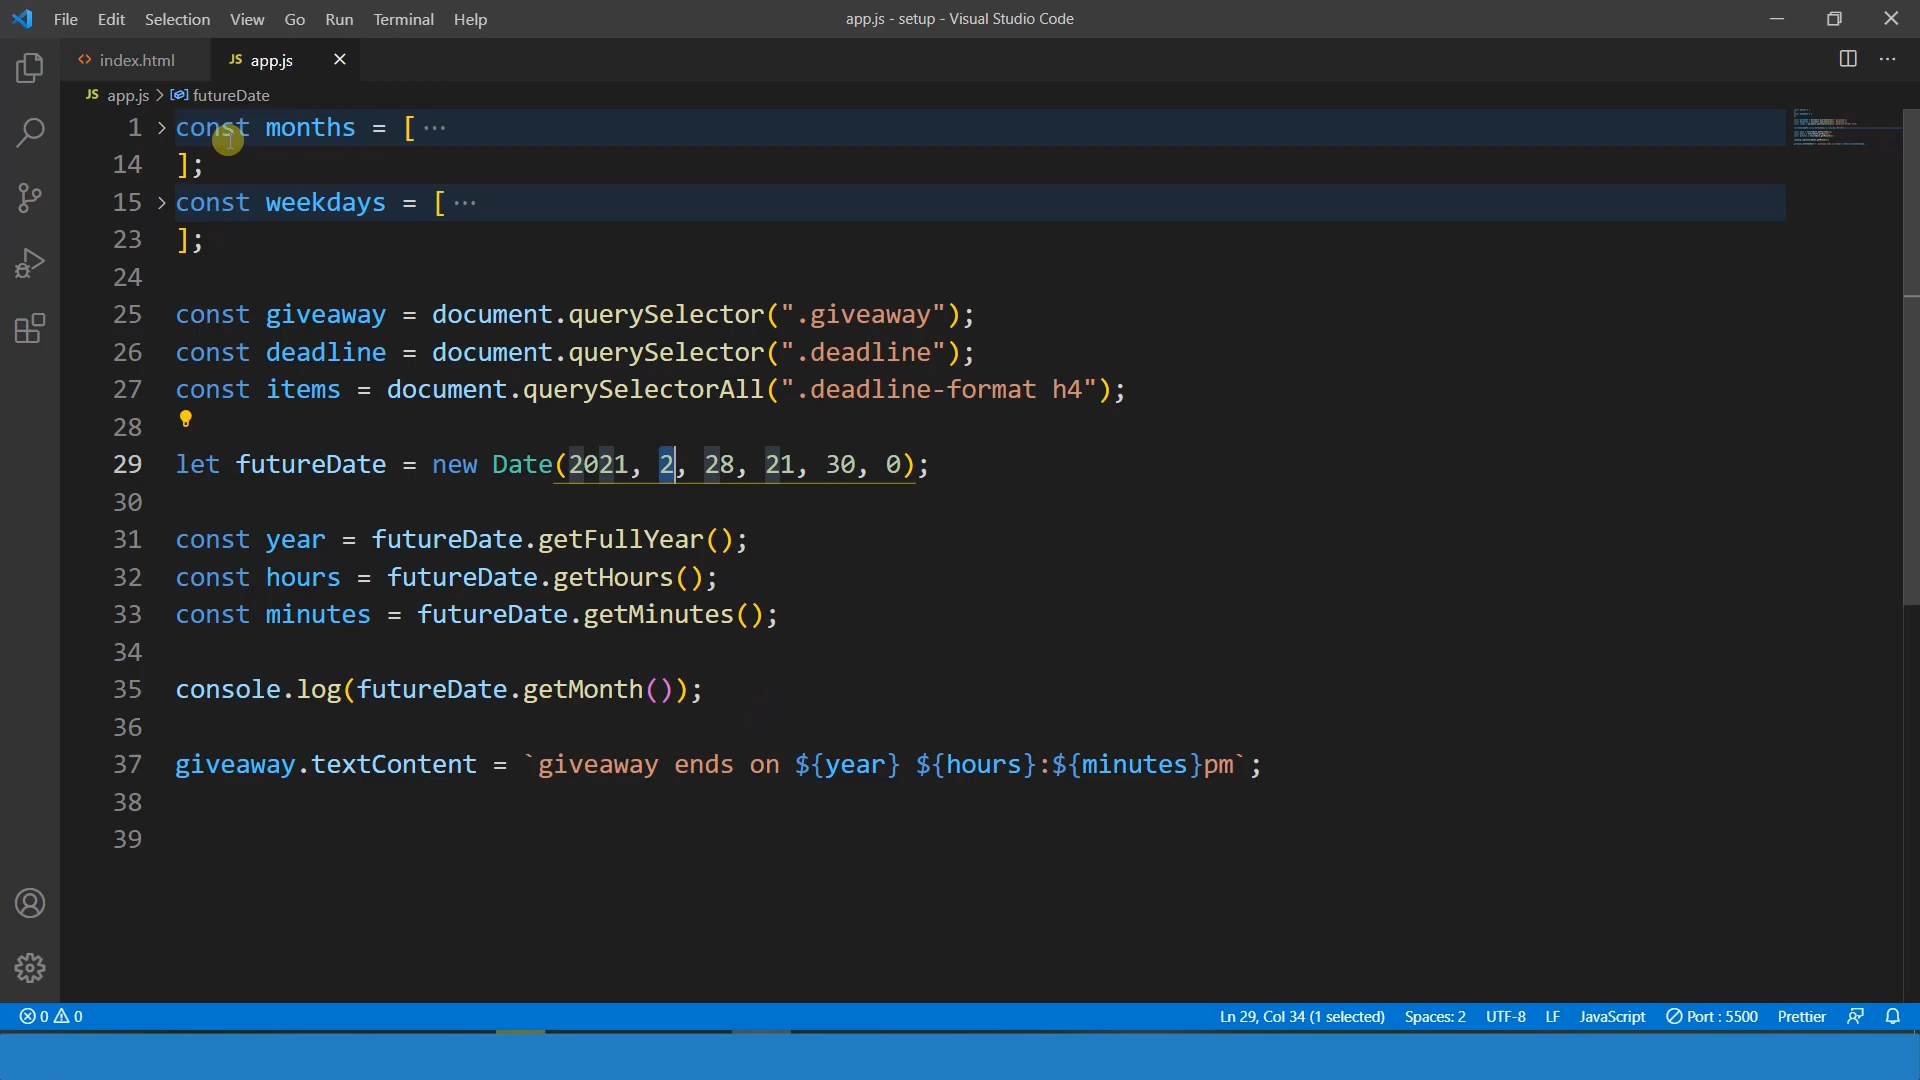 File Edit Selection View Go Run Terminal Help app.js - setup - Visual Studio Code
<> index.html JS app.js
JS app.js > futureDate
1 const months = [ ···
14 ];
15 const weekdays = [ ···
23 ];
24
25 const giveaway = document.querySelector(".giveaway");
26 const deadline = document.querySelector(".deadline");
27 const items = document.querySelectorAll(".deadline-format h4");
28
29 let futureDate = new Date(2021, 2, 28, 21, 30, 0);
30
31 const year = futureDate.getFullYear();
32 const hours = futureDate.getHours();
33 const minutes = futureDate.getMinutes();
34
35 console.log(futureDate.getMonth());
36
37 giveaway.textContent = `giveaway ends on ${year} ${hours}:${minutes}pm`;
38
39
0 0 Ln 29, Col 34 (1 selected) Spaces: 2 UTF-8 LF JavaScript Port : 5500 Prettier